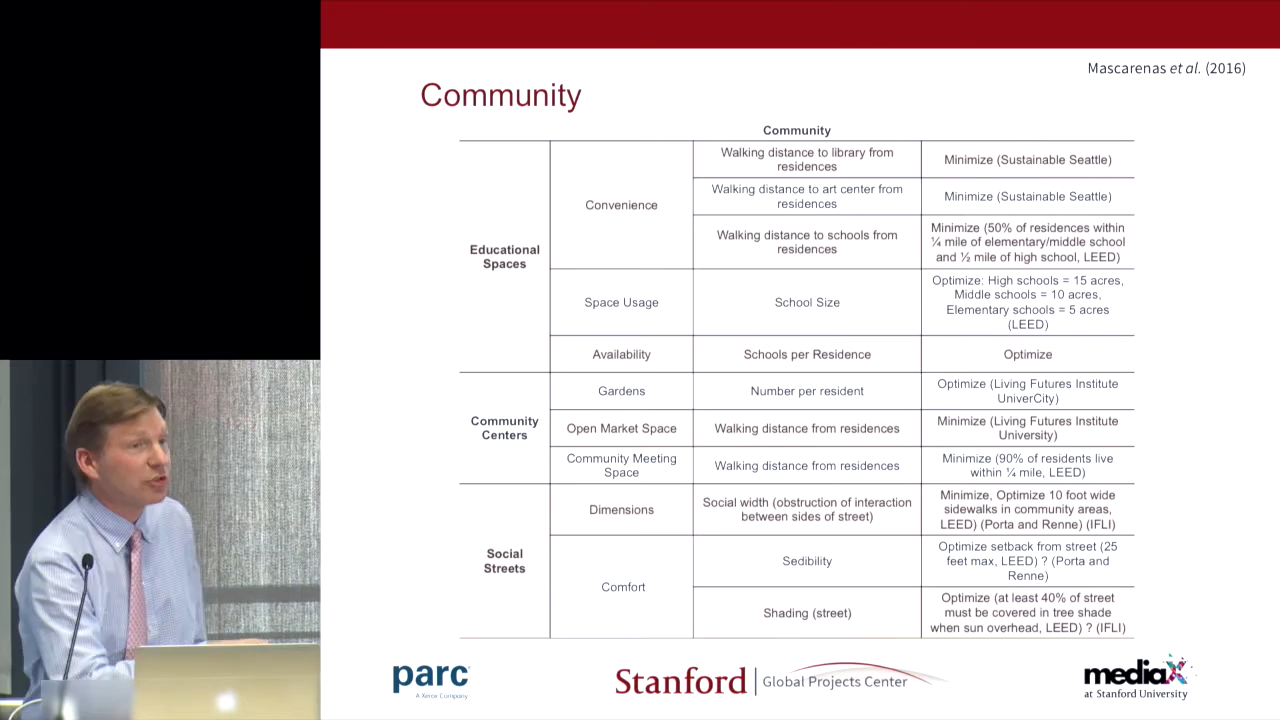 Mascarenas et al. (2016)
Community
Community
Educational
Spaces
Convenience
Walking distance to library from
residences
Minimize (Sustainable Seattle)
Walking distance to art center from
residences
Minimize (Sustainable Seattle)
Walking distance to schools from
residences
Minimize (50% of residences within
¼ mile of elementary/middle school
and ½ mile of high school, LEED)
Space Usage
School Size
Optimize: High schools = 15 acres,
Middle schools = 10 acres,
Elementary schools = 5 acres
(LEED)
Availability
Schools per Residence
Optimize
Community
Centers
Gardens
Number per resident
Optimize (Living Futures Institute
UniverCity)
Open Market Space
Walking distance from residences
Minimize (Living Futures Institute
University)
Community Meeting
Space
Walking distance from residences
Minimize (90% of residents live
within ¼ mile, LEED)
Social
Streets
Dimensions
Social width (obstruction of interaction
between sides of street)
Minimize, Optimize 10 foot wide
sidewalks in community areas,
LEED) (Porta and Renne) (IFLI)
Comfort
Sedibility
Optimize setback from street (25
feet max, LEED) ? (Porta and
Renne)
Shading (street)
Optimize (at least 40% of street
must be covered in tree shade
when sun overhead, LEED) ? (IFLI)
parc
A Xerox Company
Stanford | Global Projects Center
mediaX
at Stanford University